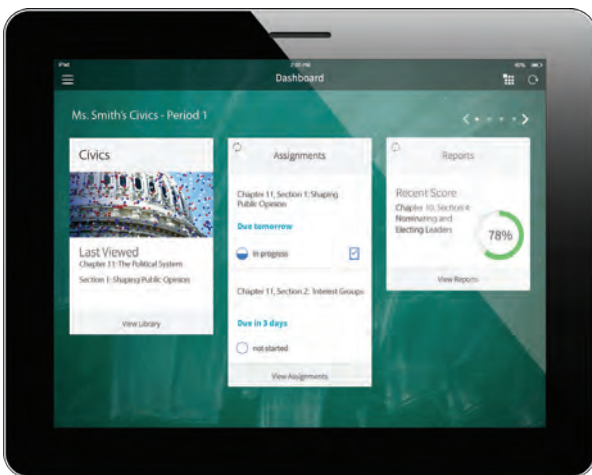 iPad
Dashboard
Ms. Smith's Civics - Period 1
Civics
Last Viewed
Chapter 11: The Political System
Section 1: Shaping Public Opinion
View Library
Assignments
Chapter 11, Section 1: Shaping
Public Opinion
Due tomorrow
in progress
Chapter 11, Section 2: Interest Groups
Due in 3 days
not started
View Assignments
Reports
Recent Score
Chapter 10, Section 4:
Nominating and
Electing Leaders
78%
View Reports